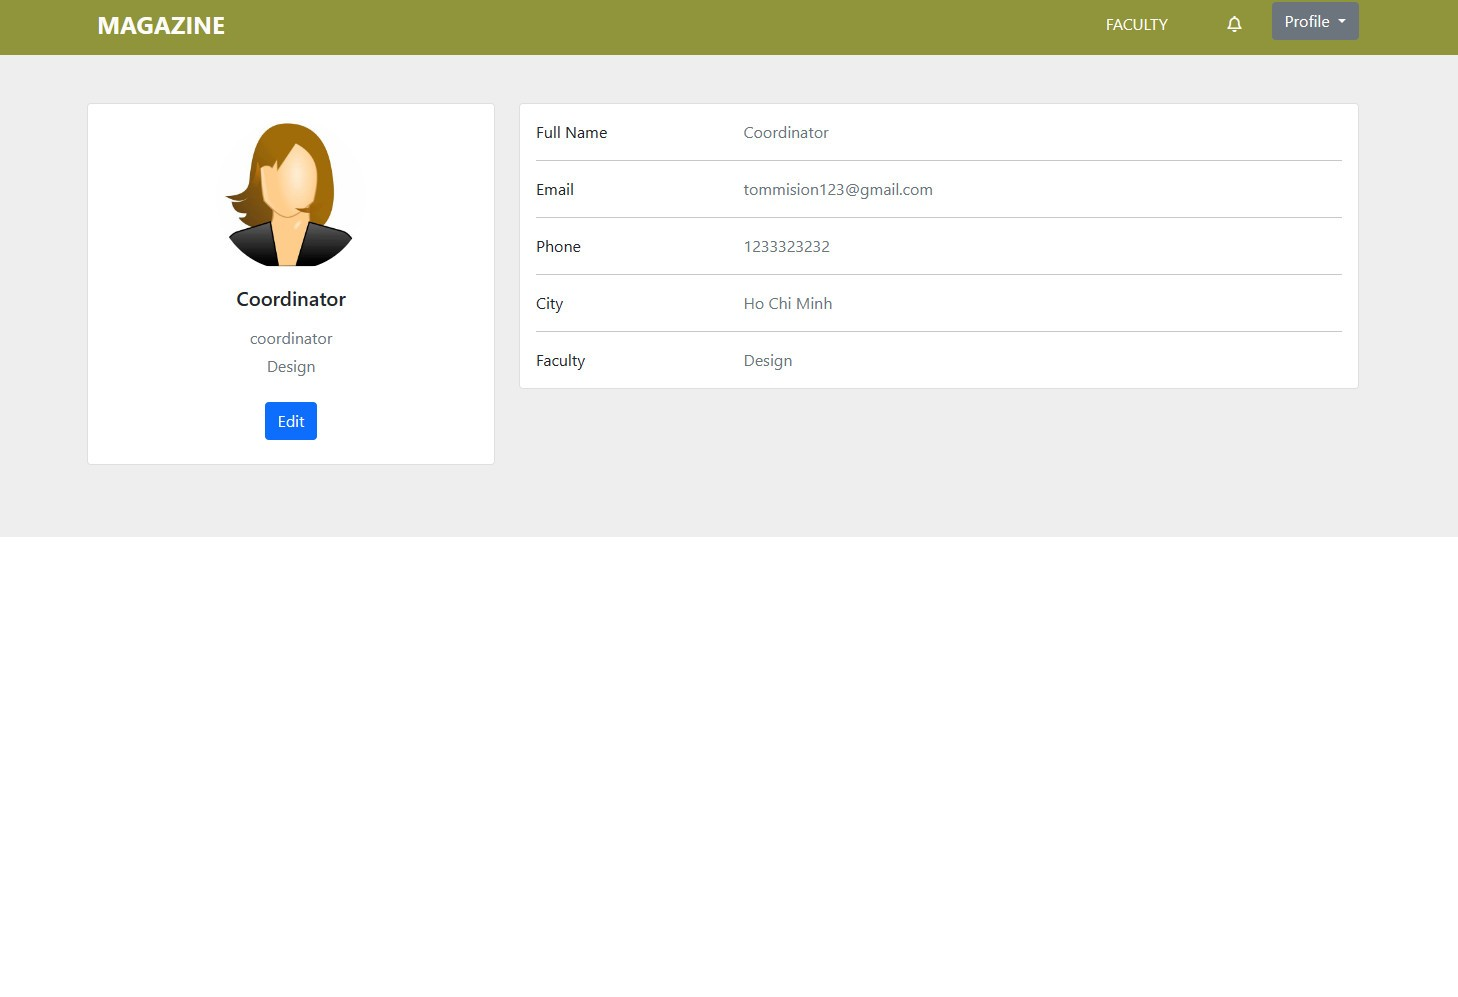 MAGAZINE
FACULTY
Profile
Coordinator
coordinator
Design
Edit
Full Name Coordinator
Email tommision123@gmail.com
Phone 1233323232
City Ho Chi Minh
Faculty Design